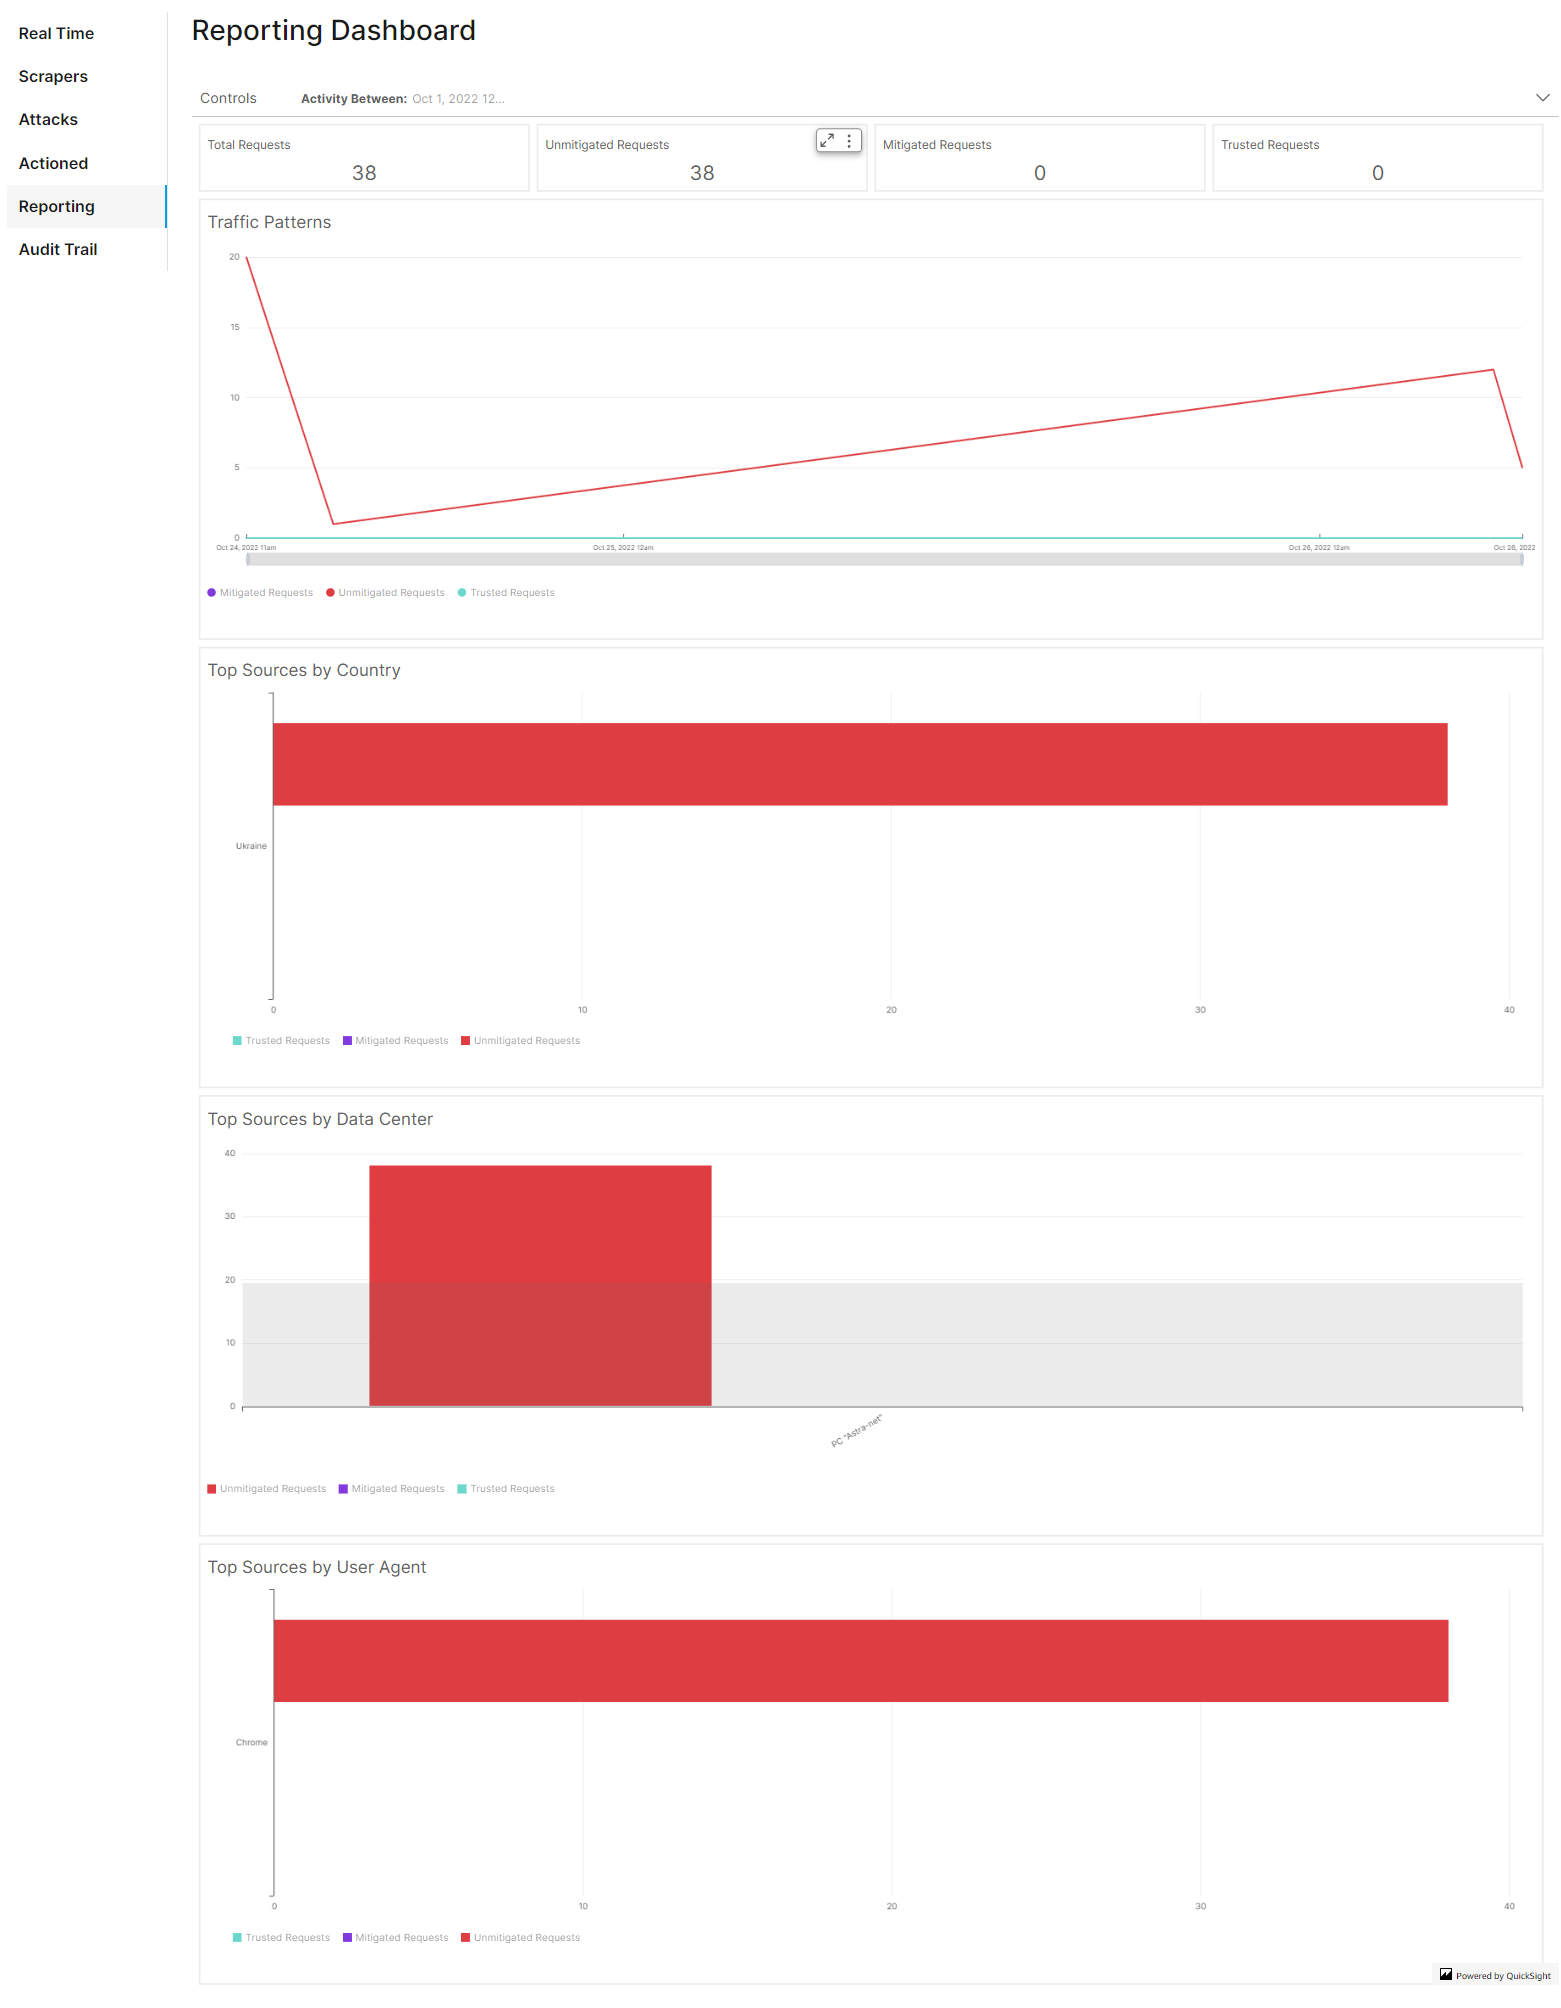 Real Time
Scrapers
Attacks
Actioned
Reporting
Audit Trail
Reporting Dashboard
Controls Activity Between: Oct 1, 2022 12...
Total Requests
38
Unmitigated Requests
38
Mitigated Requests
0
Trusted Requests
0
Traffic Patterns
20
15
10
5
0
Oct 24, 2022 11am Oct 25, 2022 12am Oct 26, 2022 12am Oct 26, 2022
Mitigated Requests Unmitigated Requests Trusted Requests
Top Sources by Country
Ukraine
0 10 20 30 40
Trusted Requests Mitigated Requests Unmitigated Requests
Top Sources by Data Center
40
30
20
10
0
PC "Astra-net"
Unmitigated Requests Mitigated Requests Trusted Requests
Top Sources by User Agent
Chrome
0 10 20 30 40
Trusted Requests Mitigated Requests Unmitigated Requests
Powered by QuickSight